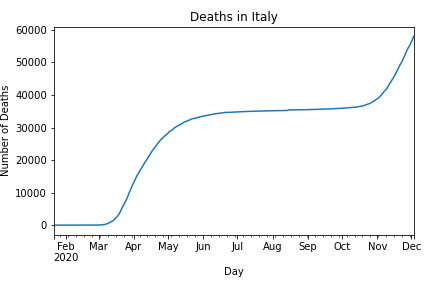 Deaths in Italy
60000
50000
40000
30000
20000
10000
0
Number of Deaths
Feb Mar Apr May Jun Jul Aug Sep Oct Nov Dec
2020
Day